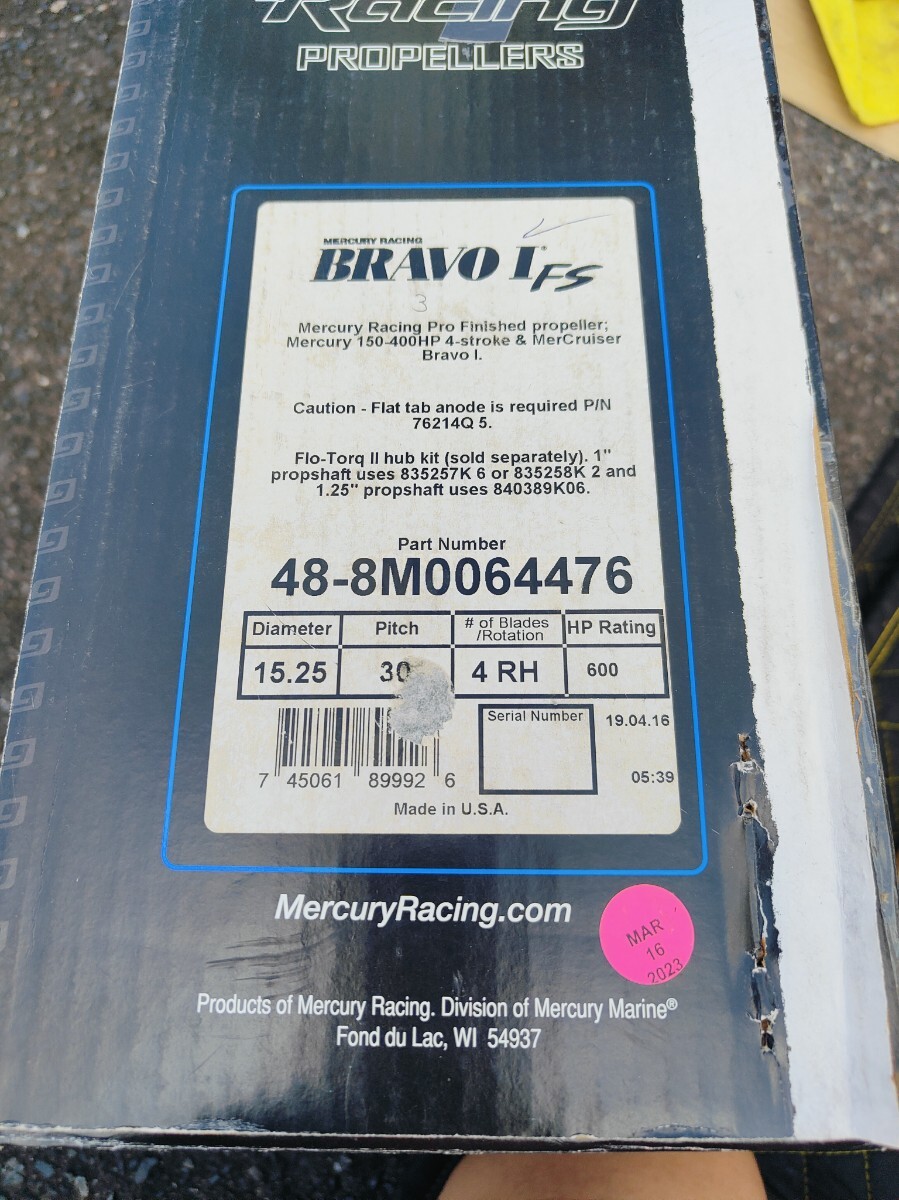 Racing
PROPELLERS
MERCURY RACING
BRAVO I® FS
3
Mercury Racing Pro Finished propeller;
Mercury 150-400HP 4-stroke & MerCruiser
Bravo I.
Caution - Flat tab anode is required P/N
76214Q 5.
Flo-Torq II hub kit (sold separately). 1"
propshaft uses 835257K 6 or 835258K 2 and
1.25" propshaft uses 840389K06.
Part Number
48-8M0064476
Diameter Pitch # of Blades /Rotation HP Rating
15.25 30 4 RH 600
Serial Number 19.04.16
7 45061 89992 6 05:39
Made in U.S.A.
MercuryRacing.com
MAR
16
2023
Products of Mercury Racing. Division of Mercury Marine®
Fond du Lac, WI 54937